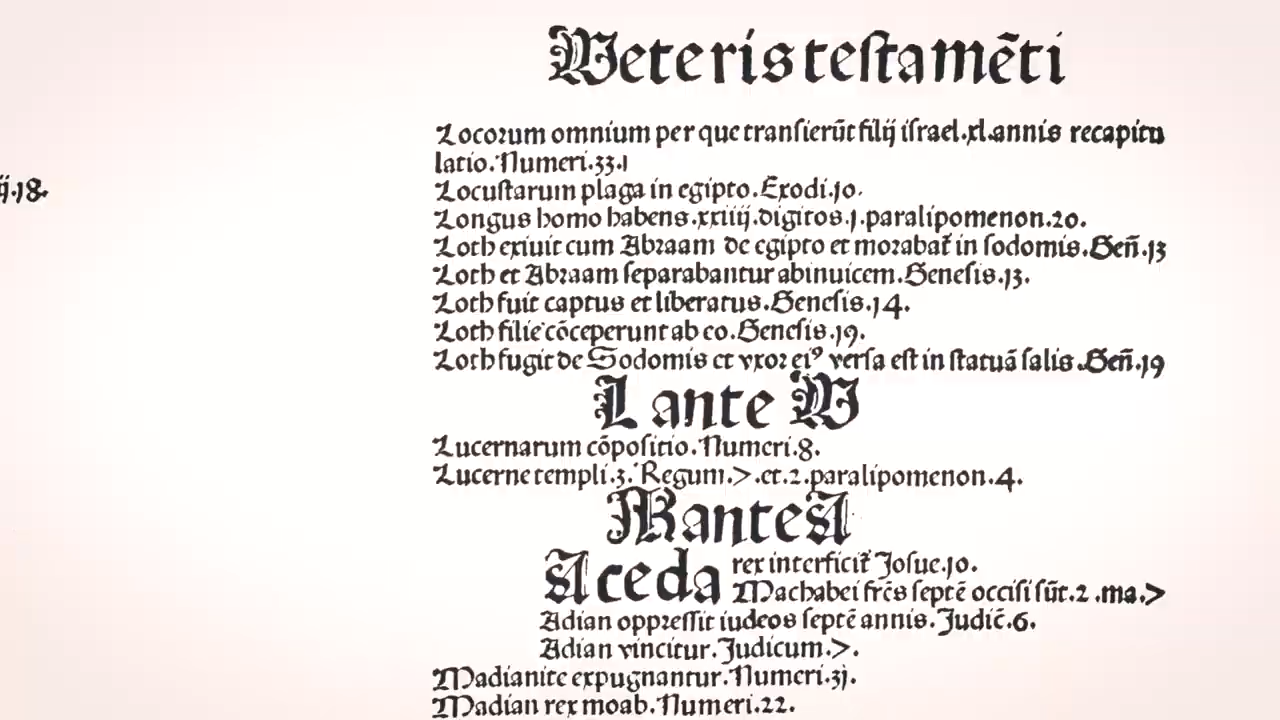 ij.18.
Veteris testamẽti
Locorum omnium per que transierũt filij israel.xl.annis recapitu
latio.Numeri.33.1
Locustarum plaga in egipto.Exodi.10.
Longus homo habens.xxiiij.digitos.1.paralipomenon.20.
Loth exiuit cum Abraam de egipto et morabat᷑ in sodomis.Geñ.13
Loth et Abraam separabantur abinuicem.Genesis.13.
Loth fuit captus et liberatus.Genesis.14.
Loth filie cõceperunt ab eo.Genesis.19.
Loth fugit de Sodomis et vxor eiꝰ versa est in statuã salis.Geñ.19
L ante V
Lucernarum cõpositio.Numeri.8.
Lucerne templi.3.Regum.7.et.2.paralipomenon.4.
M ante A
Aceda rex interficit᷑ Josue.10.
Machabei frẽs septẽ occisi sũt.2.ma.7
Adian oppressit iudeos septẽ annis.Judic̃.6.
Adian vincitur.Judicum.7.
Madianite expugnantur.Numeri.31.
Madian rex moab.Numeri.22.